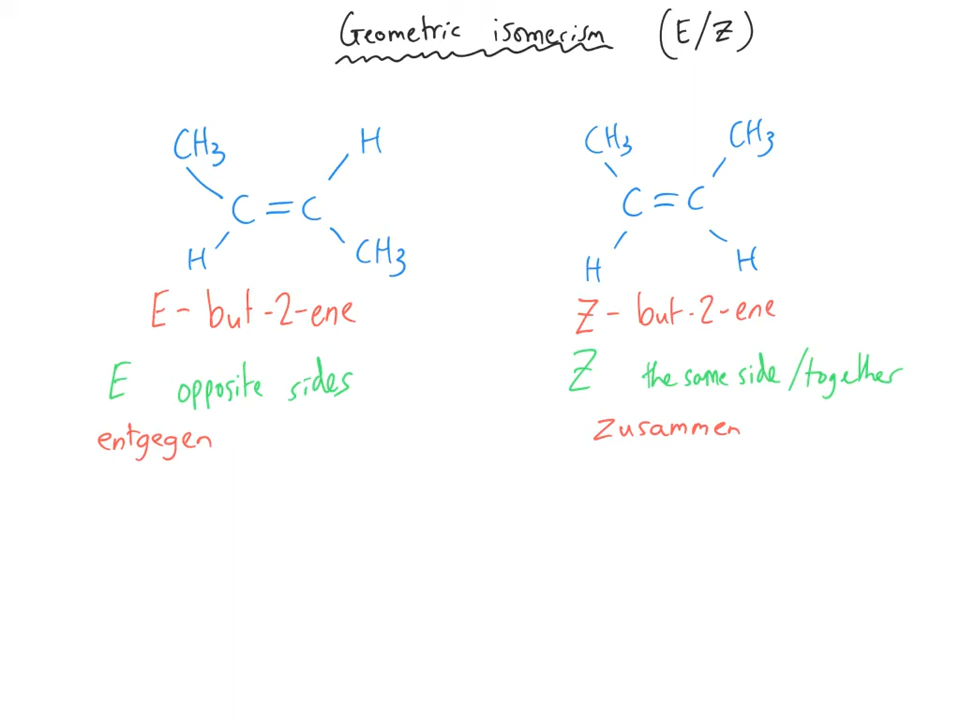 Geometric isomerism (E/Z)
CH3 H
C = C
H CH3
CH3 CH3
C = C
H H
E - but - 2 - ene
Z - but - 2 - ene
E opposite sides
Z the same side / together
entgegen
zusammen